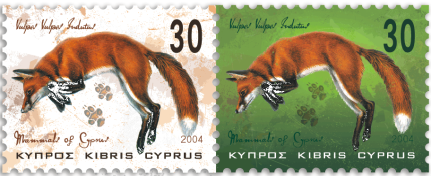 Vulpes Vulpes Indutus
30
Mammals of Cyprus
2004
ΚΥΠΡΟΣ KIBRIS CYPRUS
Vulpes Vulpes Indutus
30
Mammals of Cyprus
2004
ΚΥΠΡΟΣ KIBRIS CYPRUS